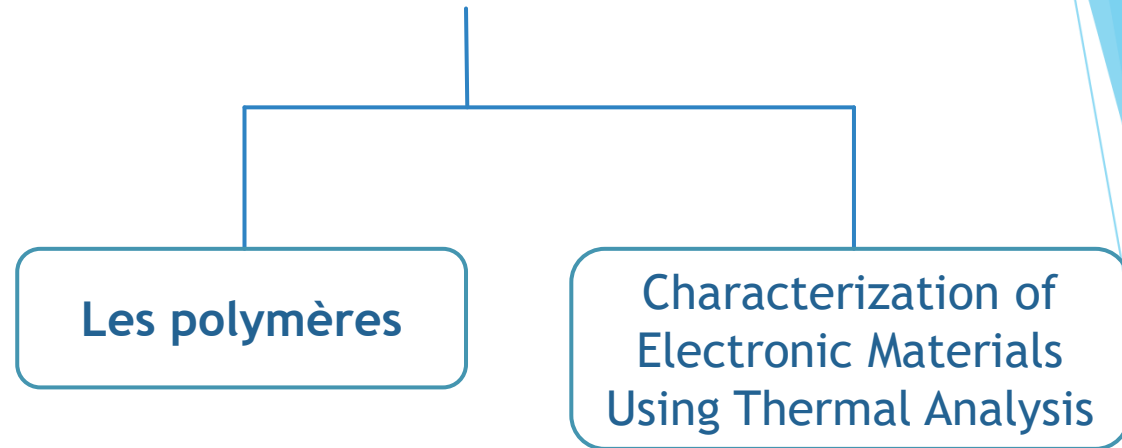 Les polymères
Characterization of
Electronic Materials
Using Thermal Analysis